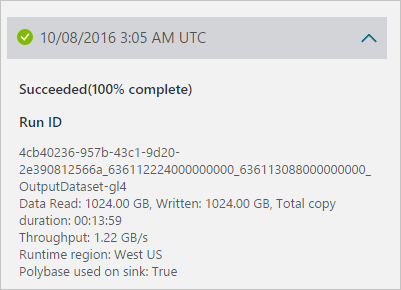 10/08/2016 3:05 AM UTC
Succeeded(100% complete)
Run ID
4cb40236-957b-43c1-9d20-
2e390812566a_636112224000000000_636113088000000000_
OutputDataset-gl4
Data Read: 1024.00 GB, Written: 1024.00 GB, Total copy
duration: 00:13:59
Throughput: 1.22 GB/s
Runtime region: West US
Polybase used on sink: True